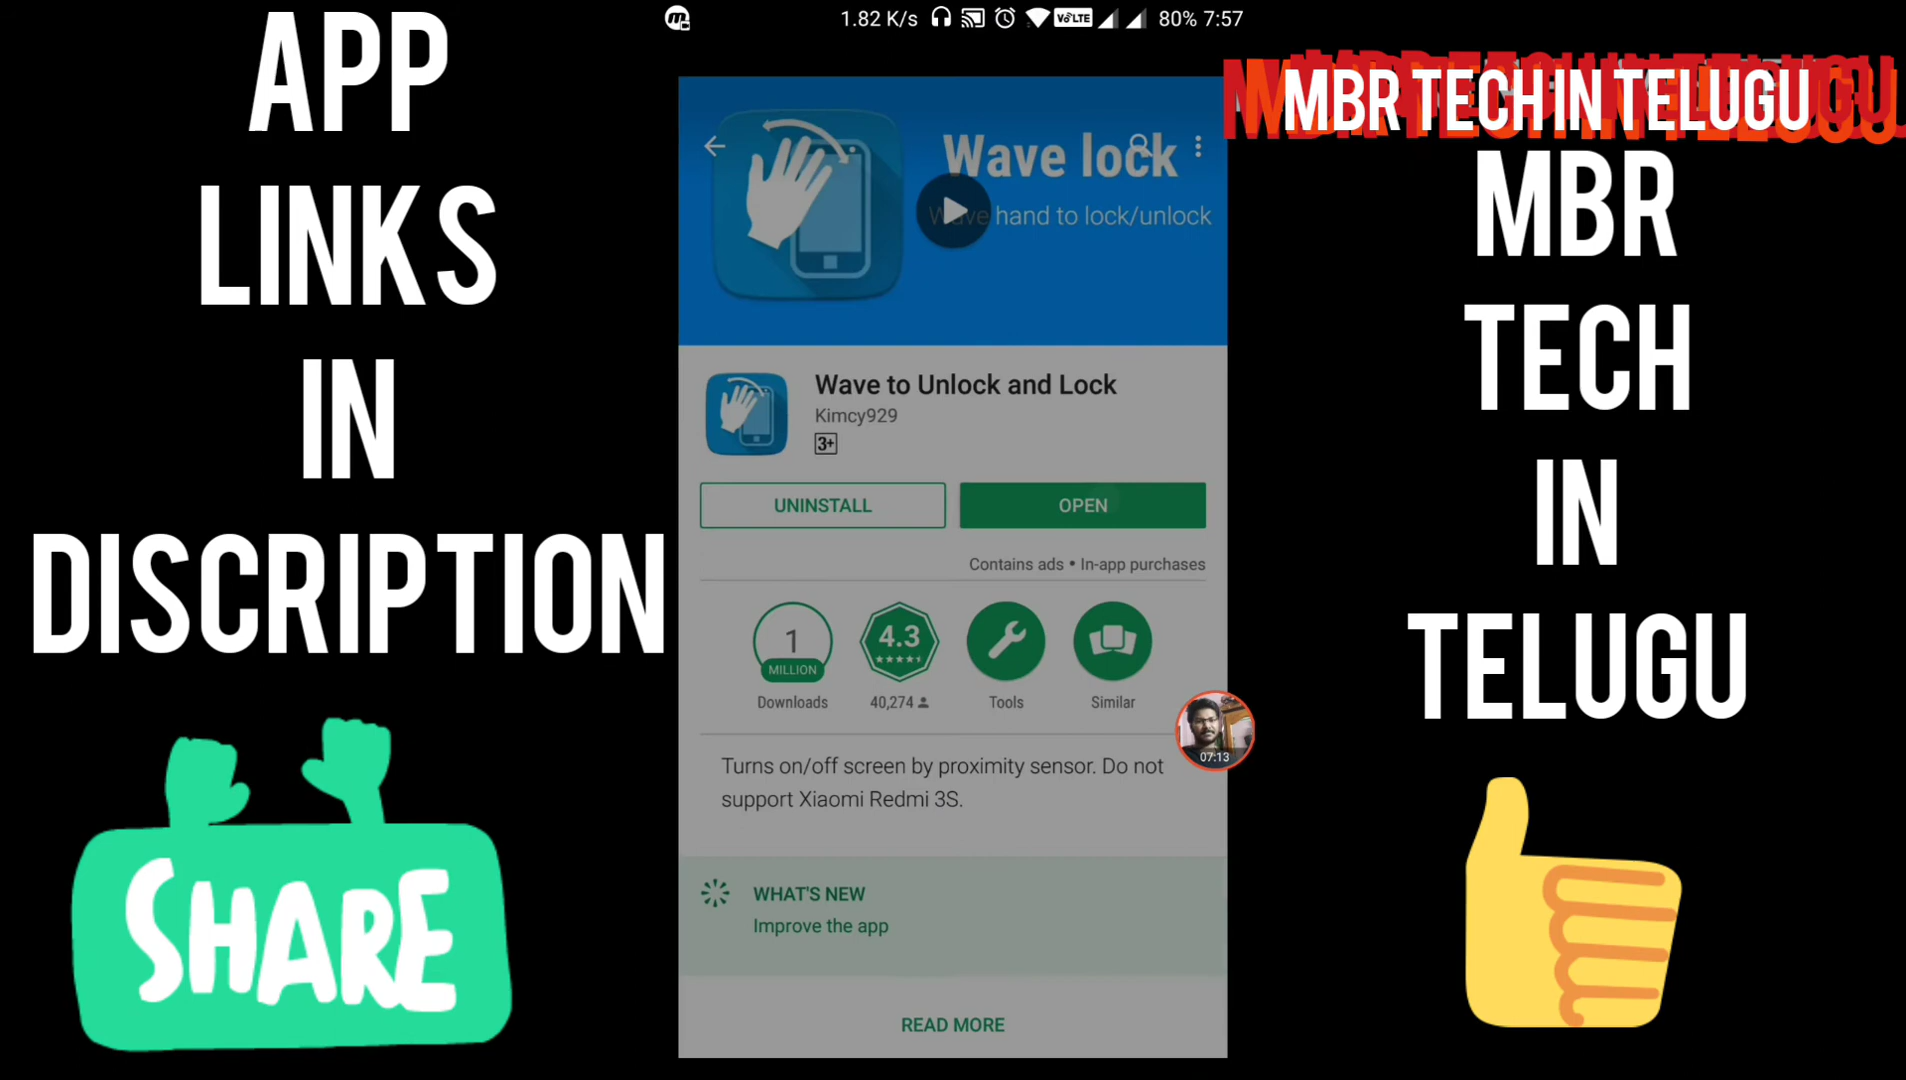 APP
LINKS
IN
DISCRIPTION
SHARE
1.82 K/s VoLTE 80% 7:57
Wave lock
Wave hand to lock/unlock
Wave to Unlock and Lock
Kimcy929
3+
UNINSTALL
OPEN
Contains ads • In-app purchases
1
MILLION
Downloads
4.3
40,274
Tools
Similar
07:13
Turns on/off screen by proximity sensor. Do not
support Xiaomi Redmi 3S.
WHAT'S NEW
Improve the app
READ MORE
MBR TECH IN TELUGU
MBR
TECH
IN
TELUGU